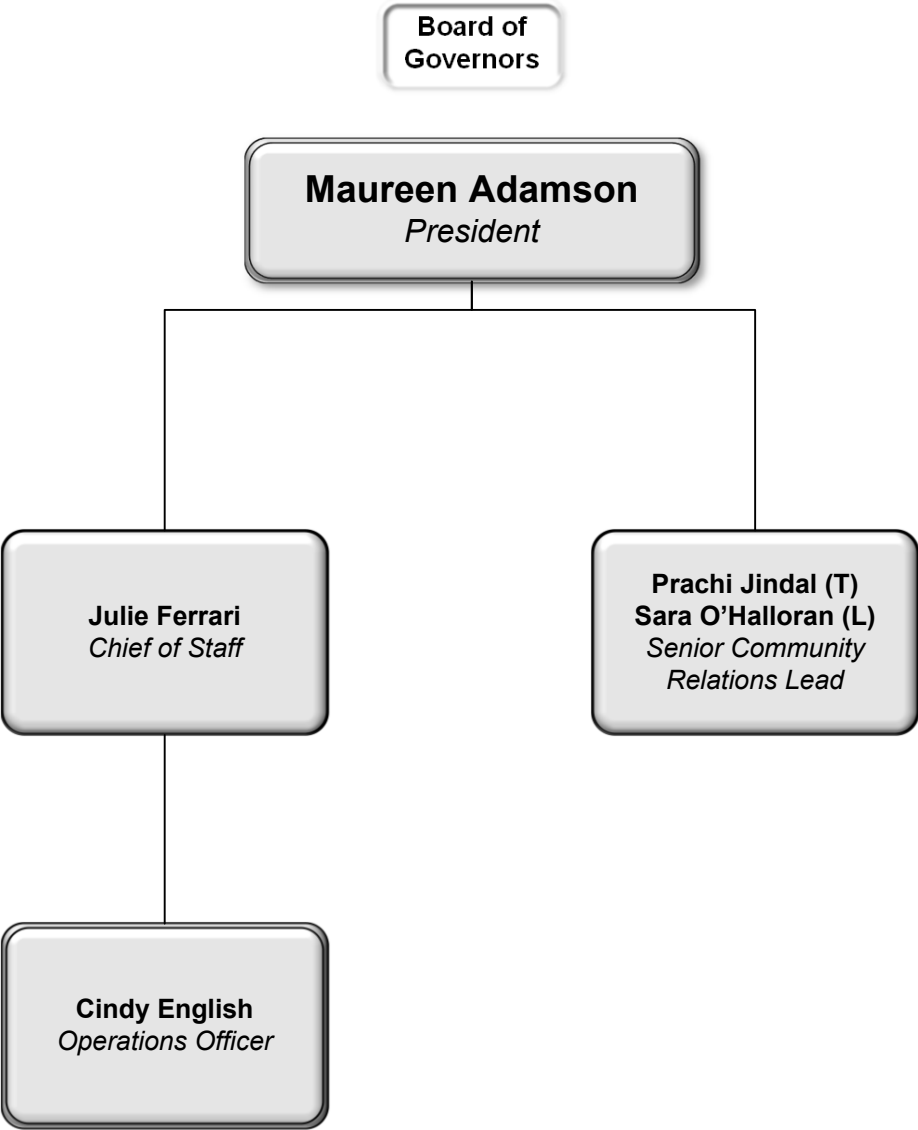 Board of
Governors
Maureen Adamson
President
Julie Ferrari
Chief of Staff
Prachi Jindal (T)
Sara O’Halloran (L)
Senior Community
Relations Lead
Cindy English
Operations Officer